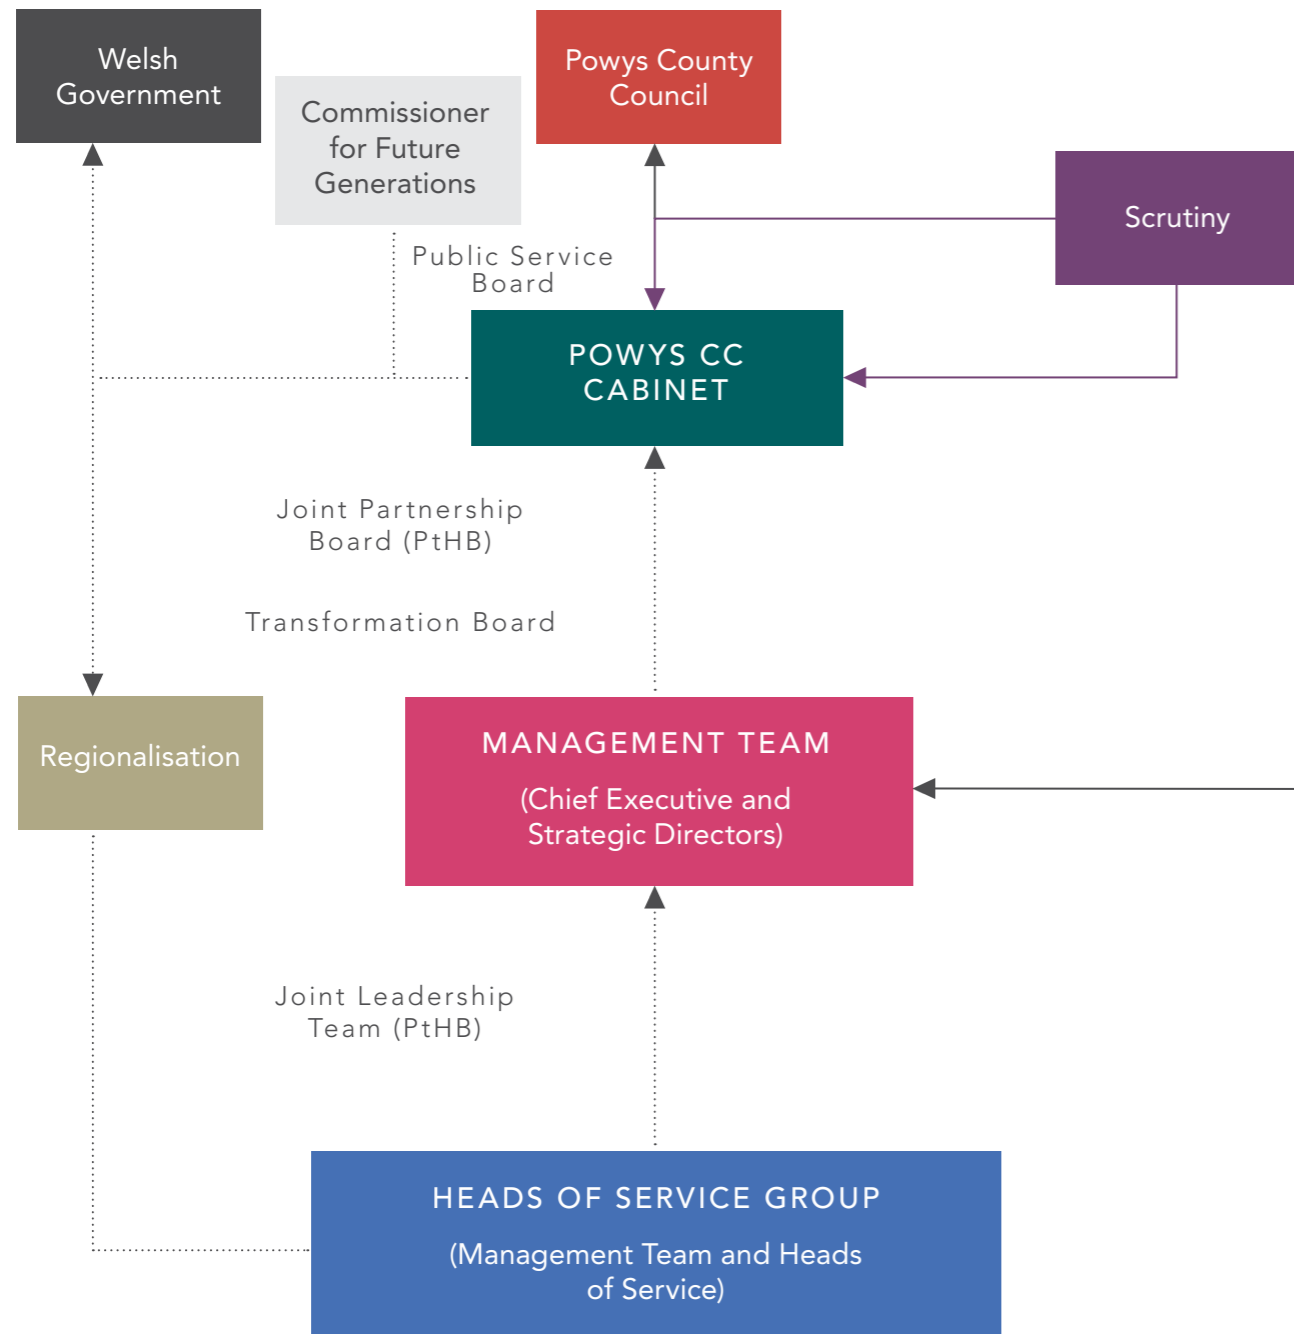 Welsh
Government
Commissioner
for Future
Generations
Powys County
Council
Scrutiny
Public Service
Board
POWYS CC
CABINET
Joint Partnership
Board (PtHB)
Transformation Board
Regionalisation
MANAGEMENT TEAM
(Chief Executive and
Strategic Directors)
Joint Leadership
Team (PtHB)
HEADS OF SERVICE GROUP
(Management Team and Heads
of Service)